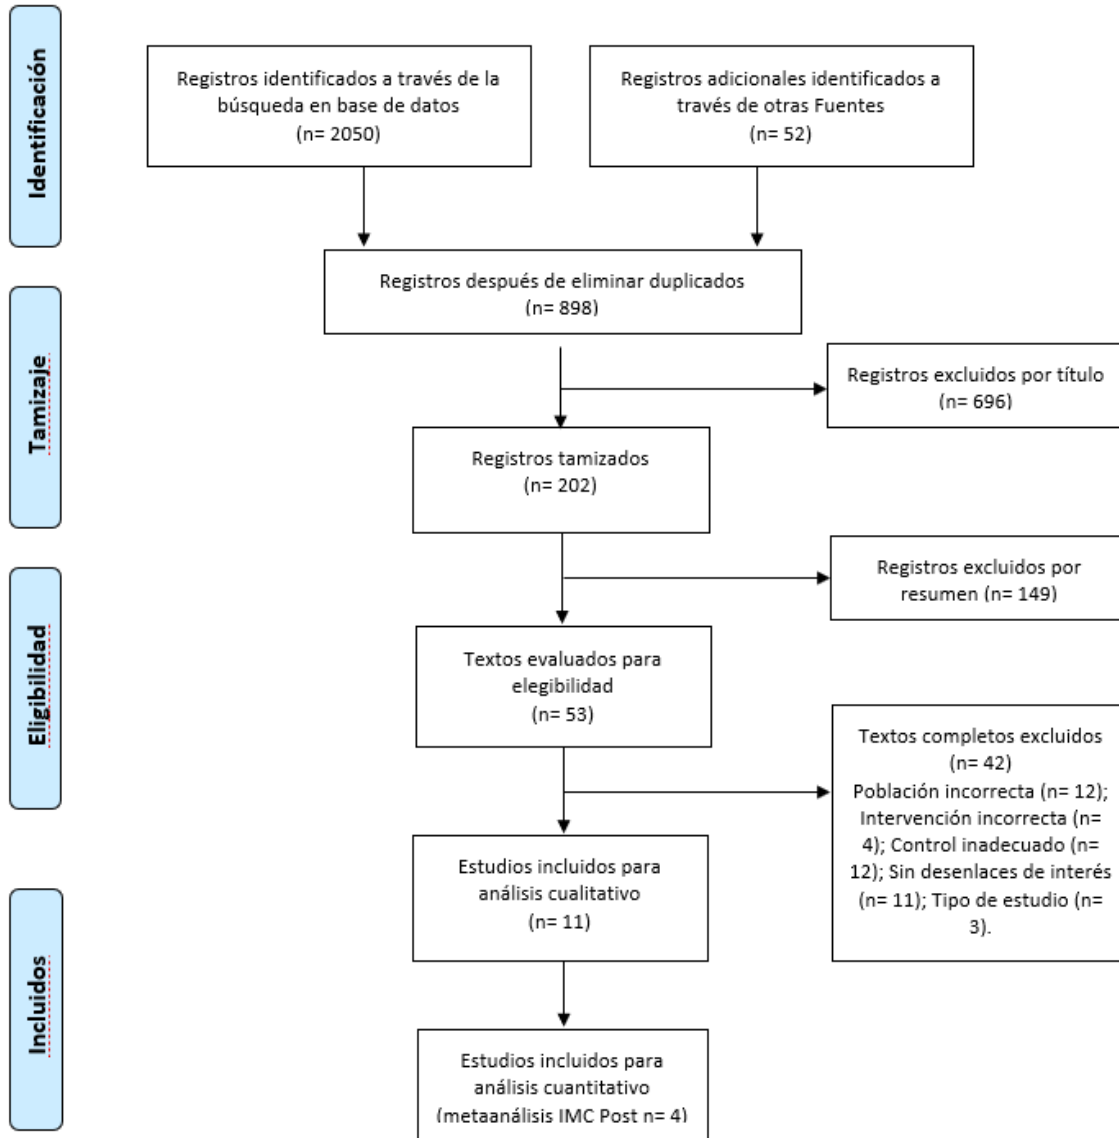 Identificación
Registros identificados a través de la
búsqueda en base de datos
(n= 2050)
Registros adicionales identificados a
través de otras Fuentes
(n= 52)
Registros después de eliminar duplicados
(n= 898)
Tamizaje
Registros excluidos por título
(n= 696)
Registros tamizados
(n= 202)
Registros excluidos por
resumen (n= 149)
Eligibilidad
Textos evaluados para
elegibilidad
(n= 53)
Textos completos excluidos
(n= 42)
Población incorrecta (n= 12);
Intervención incorrecta (n=
4); Control inadecuado (n=
12); Sin desenlaces de interés
(n= 11); Tipo de estudio (n=
3).
Estudios incluidos para
análisis cualitativo
(n= 11)
Incluidos
Estudios incluidos para
análisis cuantitativo
(metaanálisis IMC Post n= 4)